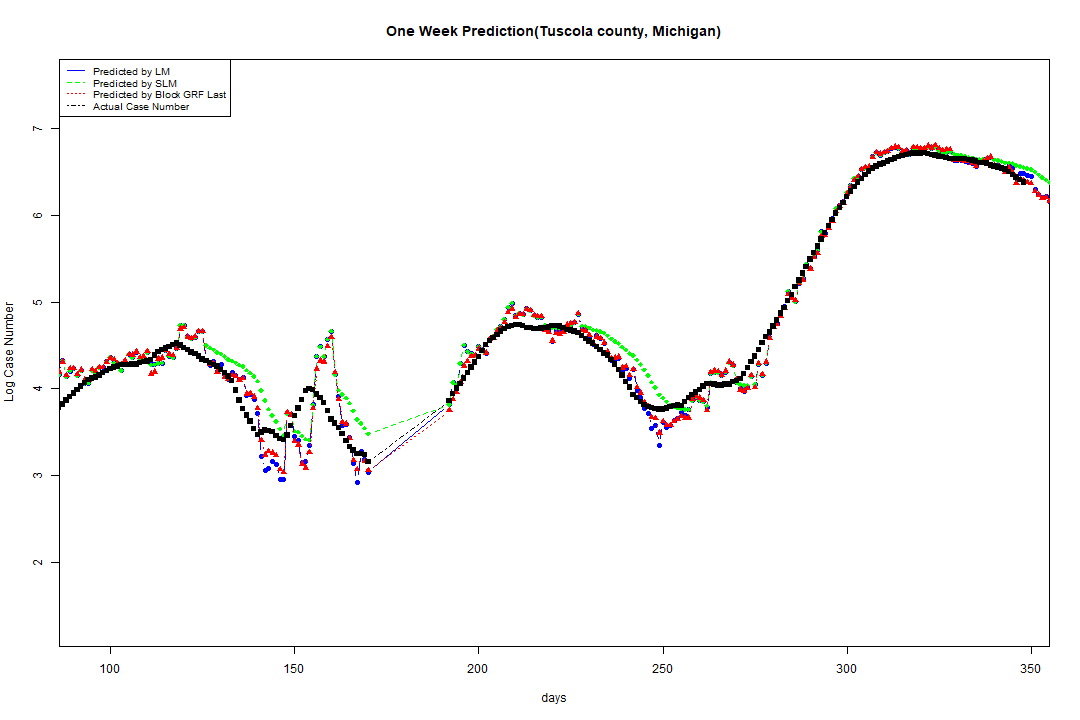 One Week Prediction(Tuscola county, Michigan)
Predicted by LM
Predicted by SLM
Predicted by Block GRF Last
Actual Case Number
Log Case Number
7
6
5
4
3
2
100 150 200 250 300 350
days